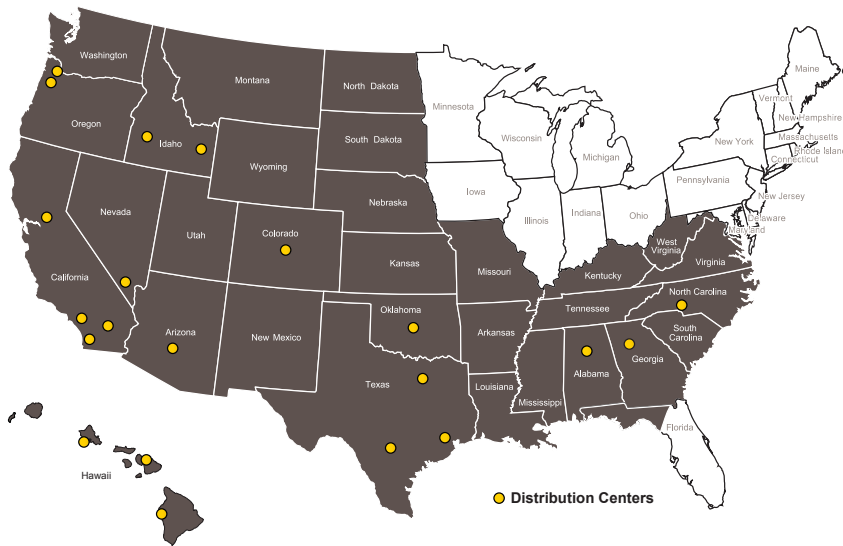 Washington
Montana
North Dakota
Minnesota
Maine
Vermont
New Hampshire
Oregon
Idaho
South Dakota
Wisconsin
Michigan
New York
Massachusetts
Rhode Island
Connecticut
Wyoming
Iowa
Pennsylvania
New Jersey
Nevada
Utah
Colorado
Nebraska
Illinois
Indiana
Ohio
Delaware
Maryland
California
Kansas
Missouri
Kentucky
West
Virginia
Virginia
Arizona
New Mexico
Oklahoma
Arkansas
Tennessee
North Carolina
South
Carolina
Texas
Louisiana
Mississippi
Alabama
Georgia
Florida
Hawaii
Distribution Centers